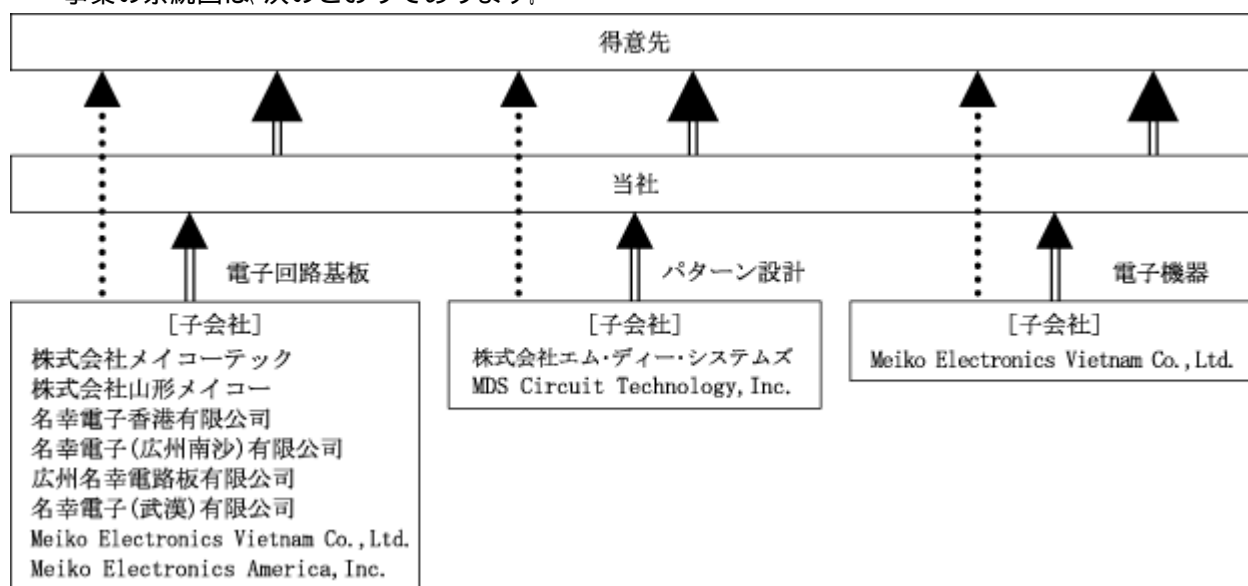 事業の系統図は、次のとおりであります。
得意先
当社
電子回路基板
パターン設計
電子機器
[子会社]
株式会社メイコーテック
株式会社山形メイコー
名幸電子香港有限公司
名幸電子(広州南沙)有限公司
広州名幸電路板有限公司
名幸電子(武漢)有限公司
Meiko Electronics Vietnam Co.,Ltd.
Meiko Electronics America,Inc.
[子会社]
株式会社エム・ディー・システムズ
MDS Circuit Technology,Inc.
[子会社]
Meiko Electronics Vietnam Co.,Ltd.